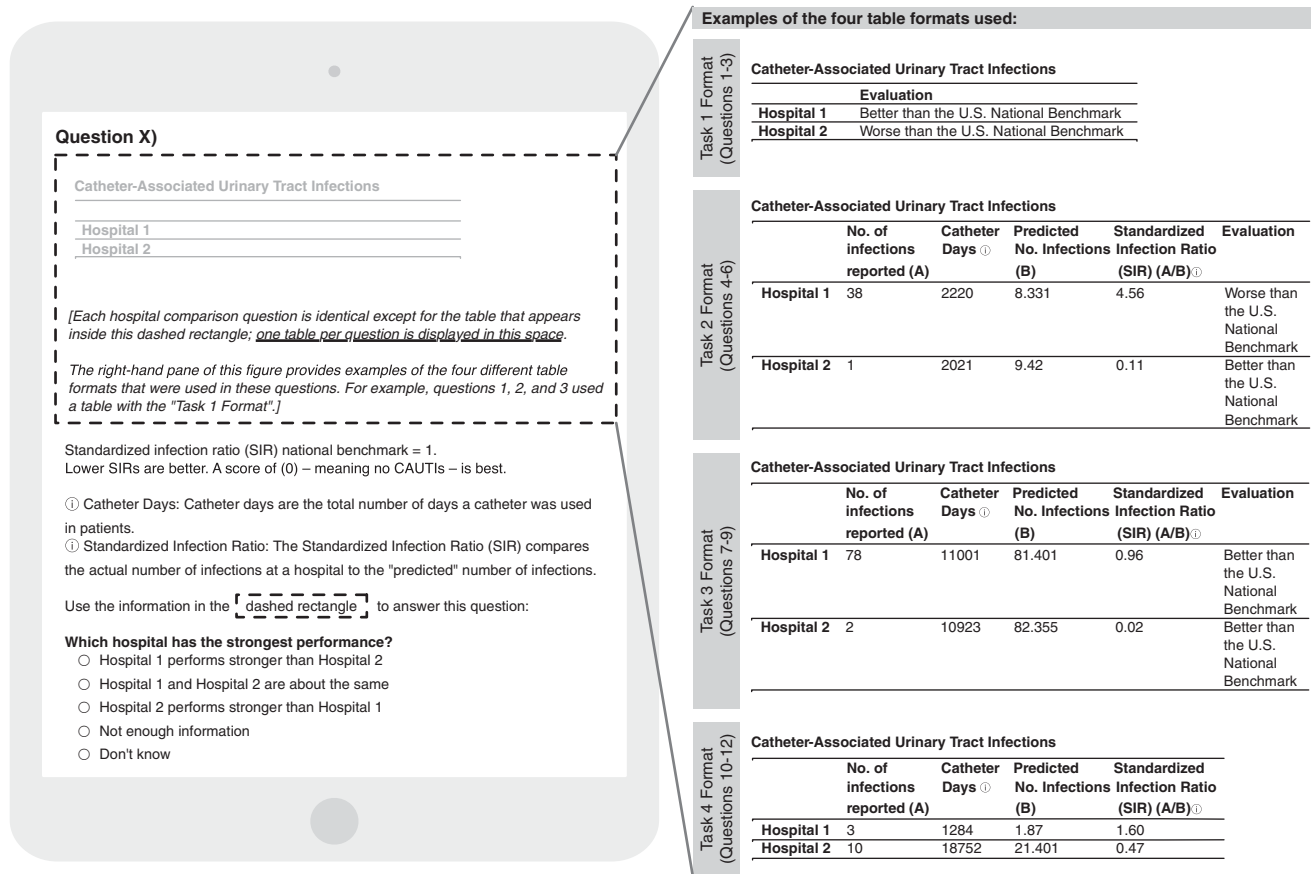 Question X)
Catheter-Associated Urinary Tract Infections
Hospital 1
Hospital 2
[Each hospital comparison question is identical except for the table that appears
inside this dashed rectangle; one table per question is displayed in this space.
The right-hand pane of this figure provides examples of the four different table
formats that were used in these questions. For example, questions 1, 2, and 3 used
a table with the "Task 1 Format".]
Standardized infection ratio (SIR) national benchmark = 1.
Lower SIRs are better. A score of (0) – meaning no CAUTIs – is best.
ⓘ Catheter Days: Catheter days are the total number of days a catheter was used
in patients.
ⓘ Standardized Infection Ratio: The Standardized Infection Ratio (SIR) compares
the actual number of infections at a hospital to the "predicted" number of infections.
Use the information in the dashed rectangle to answer this question:
Which hospital has the strongest performance?
Hospital 1 performs stronger than Hospital 2
Hospital 1 and Hospital 2 are about the same
Hospital 2 performs stronger than Hospital 1
Not enough information
Don't know
Examples of the four table formats used:
Task 1 Format
(Questions 1-3)
Catheter-Associated Urinary Tract Infections
Evaluation
Hospital 1 Better than the U.S. National Benchmark
Hospital 2 Worse than the U.S. National Benchmark
Task 2 Format
(Questions 4-6)
Catheter-Associated Urinary Tract Infections
No. of Catheter Predicted Standardized Evaluation
infections Days ⓘ No. Infections Infection Ratio
reported (A) (B) (SIR) (A/B)ⓘ
Hospital 1 38 2220 8.331 4.56 Worse than
the U.S.
National
Benchmark
Hospital 2 1 2021 9.42 0.11 Better than
the U.S.
National
Benchmark
Task 3 Format
(Questions 7-9)
Catheter-Associated Urinary Tract Infections
No. of Catheter Predicted Standardized Evaluation
infections Days ⓘ No. Infections Infection Ratio
reported (A) (B) (SIR) (A/B)ⓘ
Hospital 1 78 11001 81.401 0.96 Better than
the U.S.
National
Benchmark
Hospital 2 2 10923 82.355 0.02 Better than
the U.S.
National
Benchmark
Task 4 Format
(Questions 10-12)
Catheter-Associated Urinary Tract Infections
No. of Catheter Predicted Standardized
infections Days ⓘ No. Infections Infection Ratio
reported (A) (B) (SIR) (A/B)ⓘ
Hospital 1 3 1284 1.87 1.60
Hospital 2 10 18752 21.401 0.47